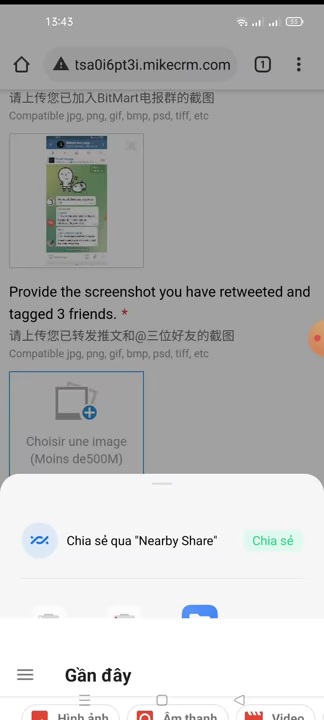 13:43
53
tsa0i6pt3i.mikecrm.com
1
请上传您已加入BitMart电报群的截图
Compatible jpg, png, gif, bmp, psd, tiff, etc
Provide the screenshot you have retweeted and
tagged 3 friends. *
请上传您已转发推文和@三位好友的截图
Compatible jpg, png, gif, bmp, psd, tiff, etc
Choisir une image
(Moins de500M)
Chia sẻ qua "Nearby Share"
Chia sẻ
Gần đây
Hình ảnh
Âm thanh
Video